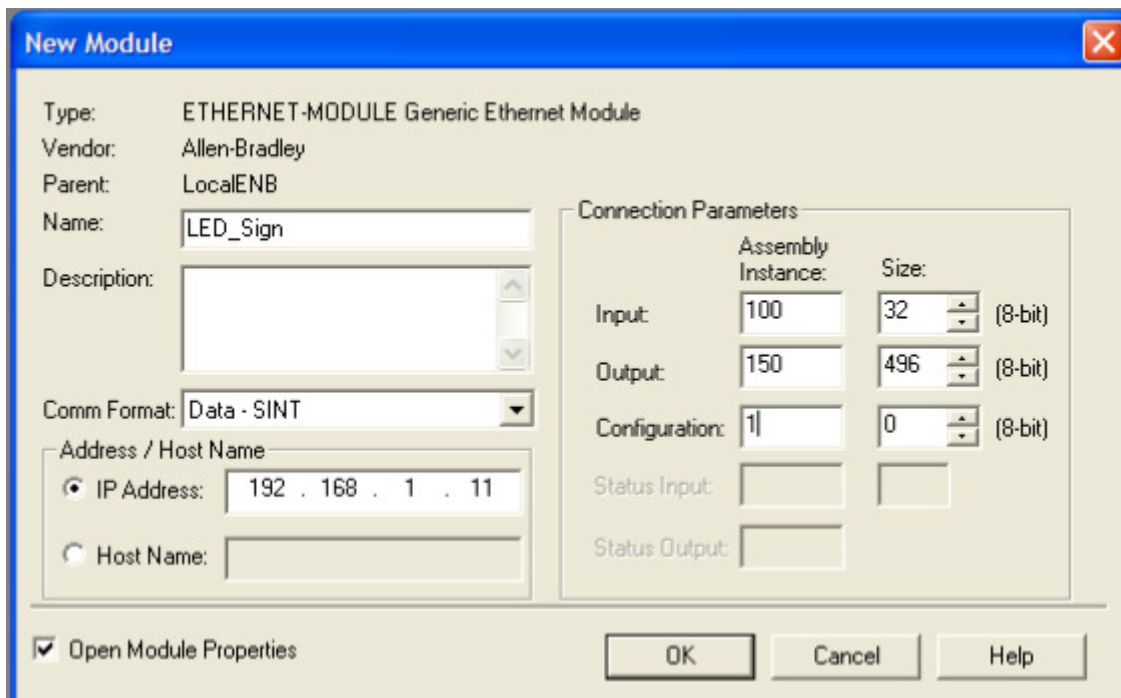 New Module
Type: ETHERNET-MODULE Generic Ethernet Module
Vendor: Allen-Bradley
Parent: LocalENB
Name: LED_Sign
Description:
Comm Format: Data - SINT
Address / Host Name
IP Address: 192 . 168 . 1 . 11
Host Name:
Connection Parameters
Assembly Instance: Size:
Input: 100 32 (8-bit)
Output: 150 496 (8-bit)
Configuration: 1 0 (8-bit)
Status Input:
Status Output:
Open Module Properties
OK Cancel Help